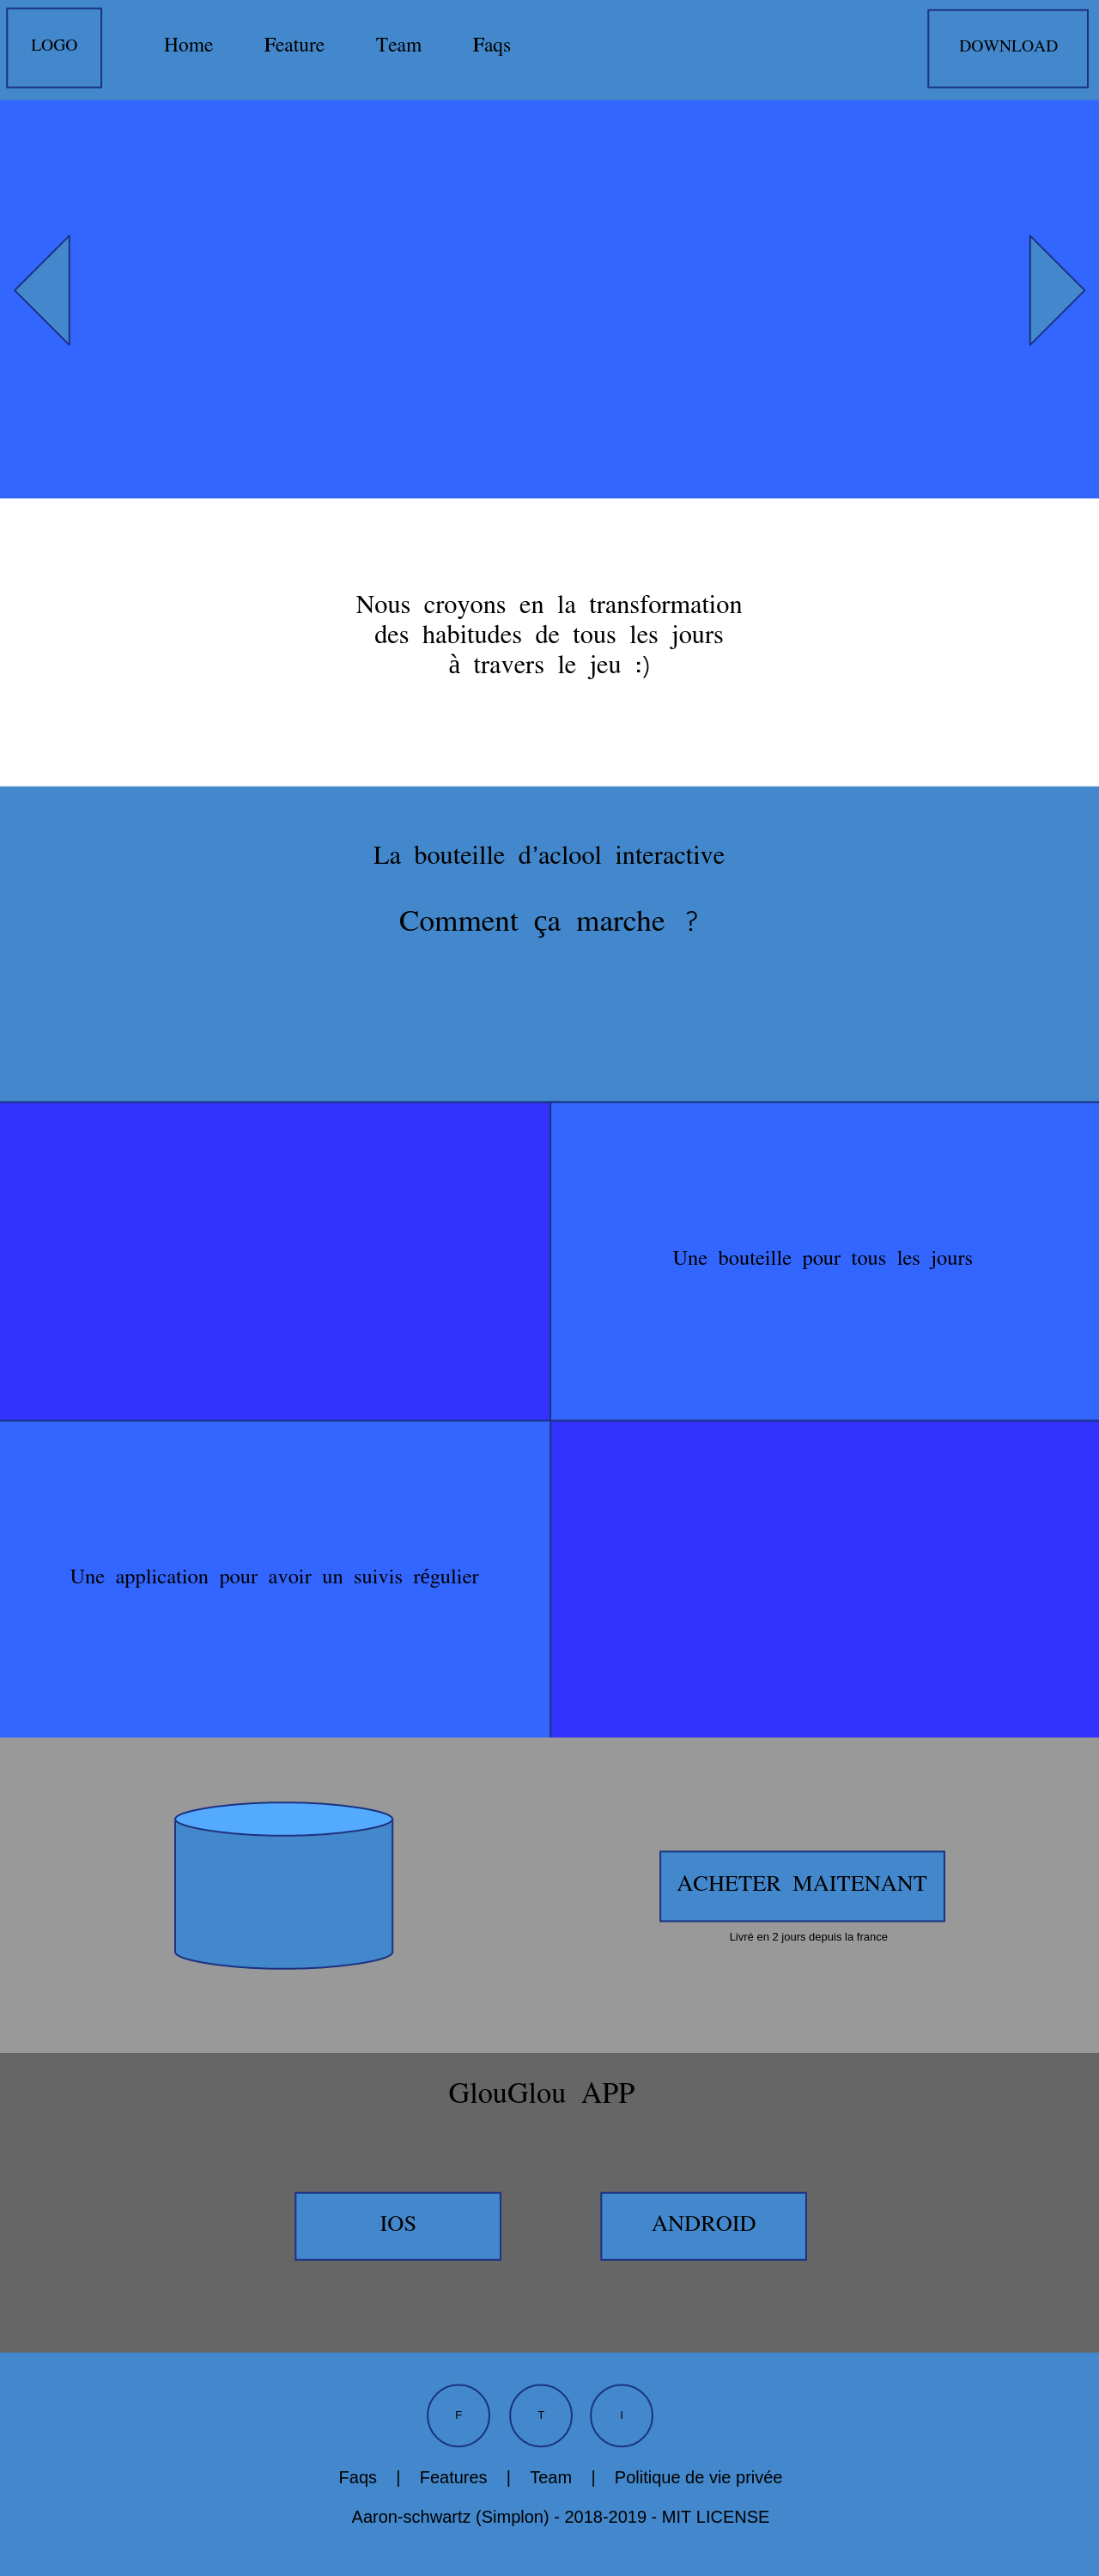 LOGO Home Feature Team Faqs DOWNLOAD
Nous croyons en la transformation
des habitudes de tous les jours
à travers le jeu :)
La bouteille d'aclool interactive
Comment ça marche ?
Une bouteille pour tous les jours
Une application pour avoir un suivis régulier
ACHETER MAITENANT
Livré en 2 jours depuis la france
GlouGlou APP
IOS ANDROID
F T I
Faqs | Features | Team | Politique de vie privée
Aaron-schwartz (Simplon) - 2018-2019 - MIT LICENSE